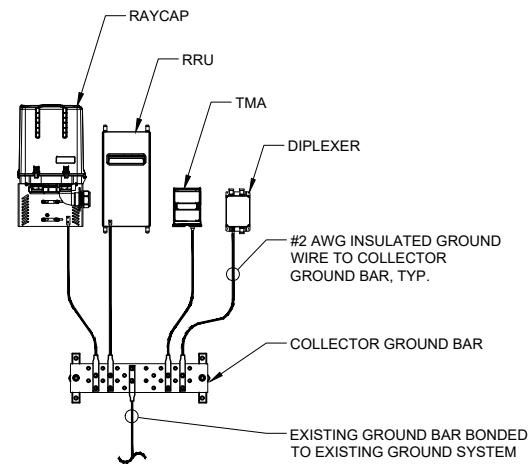 RAYCAP
RRU
TMA
DIPLEXER
#2 AWG INSULATED GROUND
WIRE TO COLLECTOR
GROUND BAR, TYP.
COLLECTOR GROUND BAR
EXISTING GROUND BAR BONDED
TO EXISTING GROUND SYSTEM